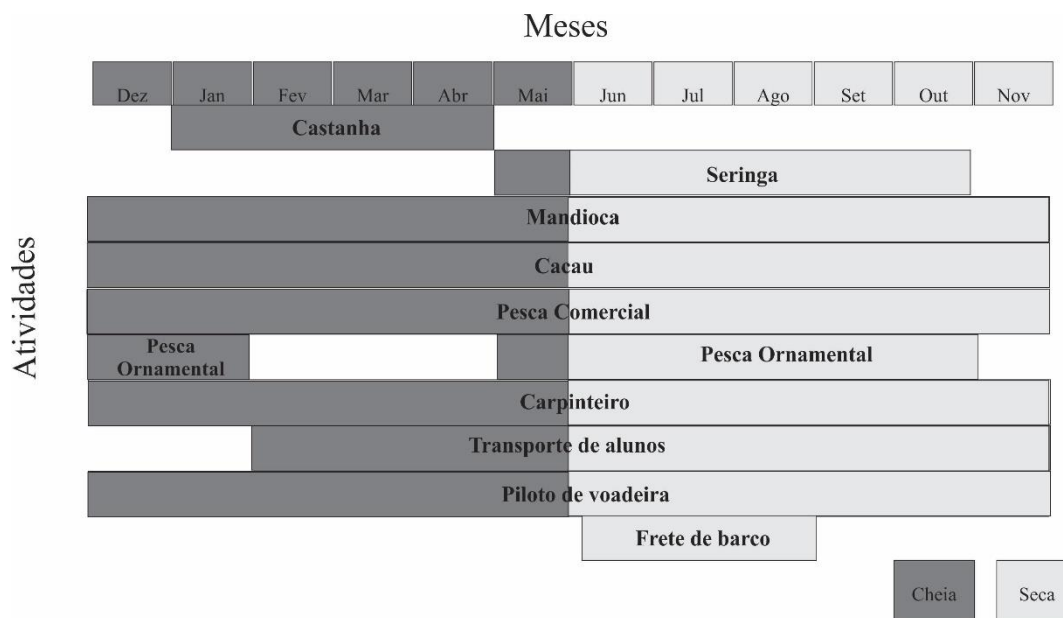 Meses
Dez Jan Fev Mar Abr Mai Jun Jul Ago Set Out Nov
Atividades
Castanha
Seringa
Mandioca
Cacau
Pesca Comercial
Pesca
Ornamental
Pesca Ornamental
Carpinteiro
Transporte de alunos
Piloto de voadeira
Frete de barco
Cheia Seca